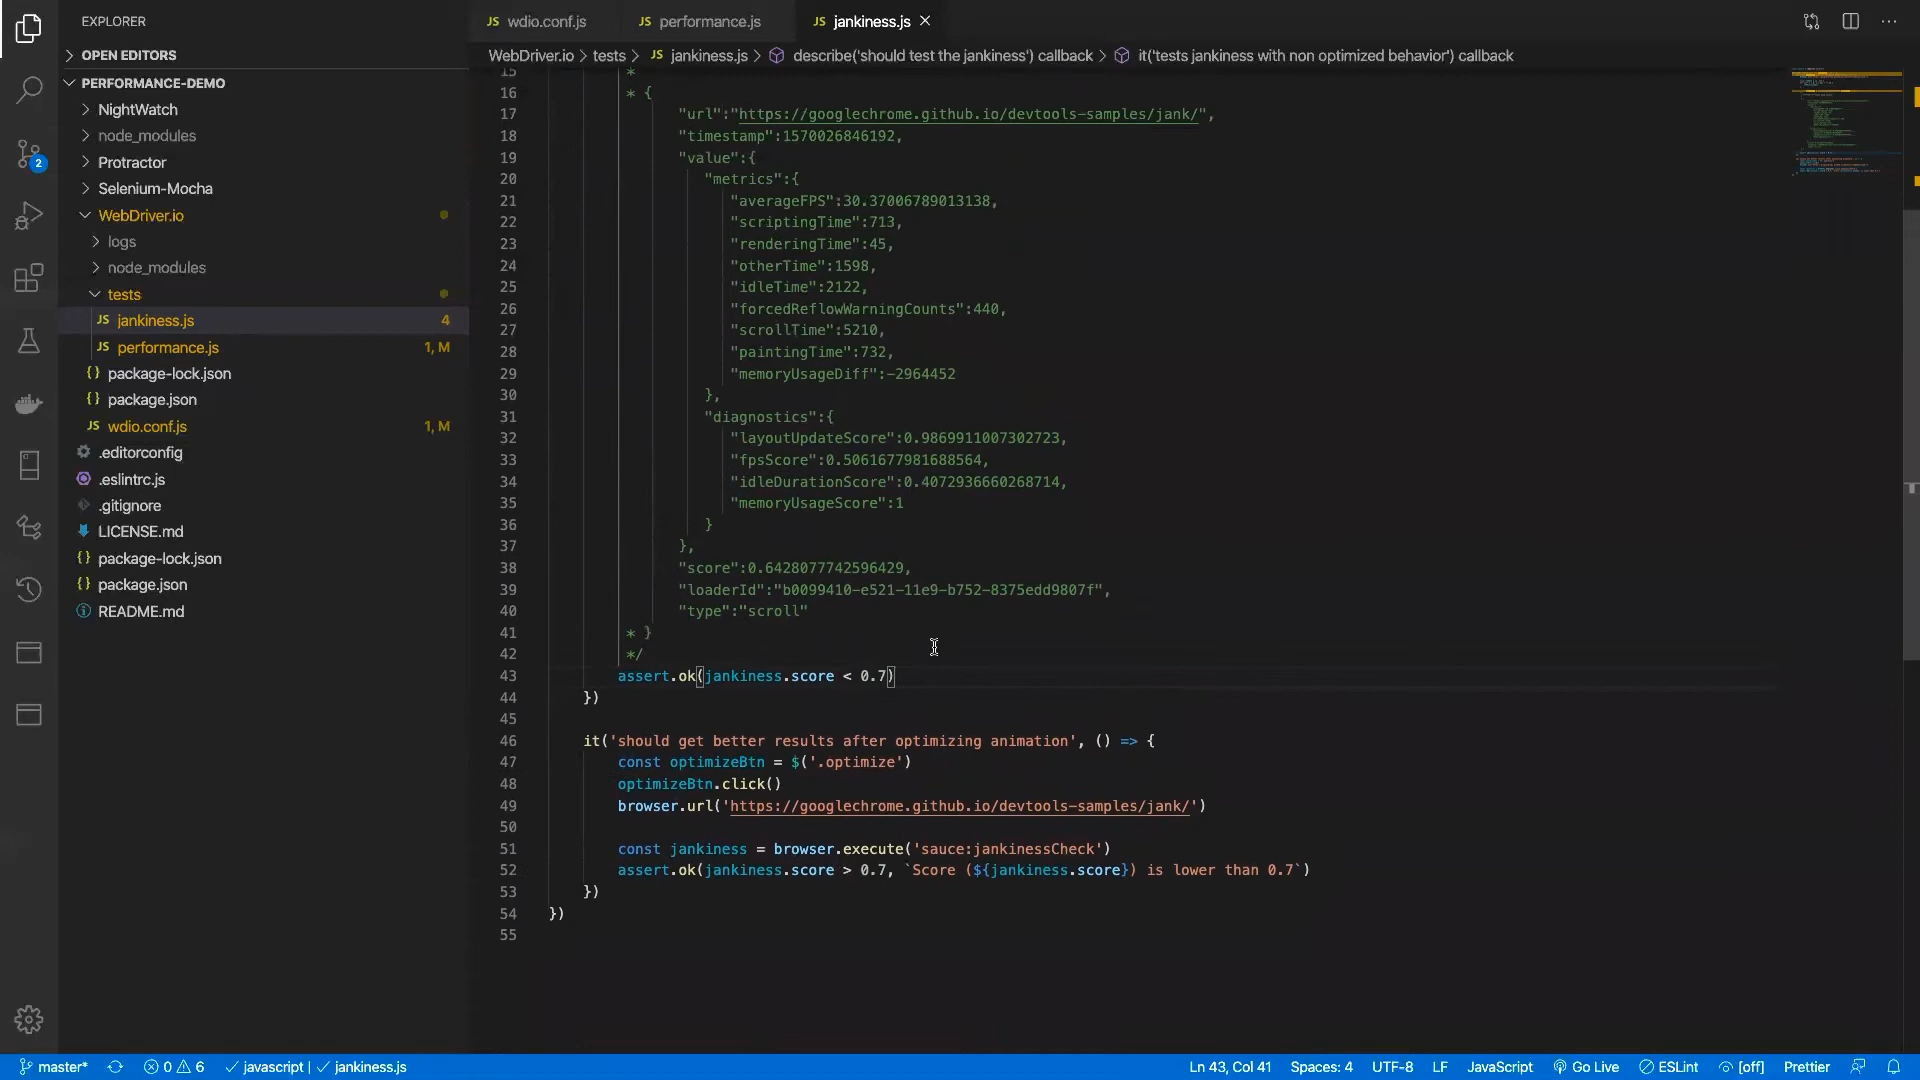 EXPLORER
OPEN EDITORS
PERFORMANCE-DEMO
NightWatch
node_modules
Protractor
Selenium-Mocha
WebDriver.io
logs
node_modules
tests
JS jankiness.js 4
JS performance.js 1, M
{} package-lock.json
{} package.json
JS wdio.conf.js 1, M
.editorconfig
.eslintrc.js
.gitignore
LICENSE.md
{} package-lock.json
{} package.json
README.md
2
JS wdio.conf.js
JS performance.js
JS jankiness.js
WebDriver.io > tests > JS jankiness.js > describe('should test the jankiness') callback > it('tests jankiness with non optimized behavior') callback
15 *
16 * {
17 "url":"https://googlechrome.github.io/devtools-samples/jank/",
18 "timestamp":1570026846192,
19 "value":{
20 "metrics":{
21 "averageFPS":30.37006789013138,
22 "scriptingTime":713,
23 "renderingTime":45,
24 "otherTime":1598,
25 "idleTime":2122,
26 "forcedReflowWarningCounts":440,
27 "scrollTime":5210,
28 "paintingTime":732,
29 "memoryUsageDiff":-2964452
30 },
31 "diagnostics":{
32 "layoutUpdateScore":0.9869911007302723,
33 "fpsScore":0.5061677981688564,
34 "idleDurationScore":0.4072936660268714,
35 "memoryUsageScore":1
36 }
37 },
38 "score":0.6428077742596429,
39 "loaderId":"b0099410-e521-11e9-b752-8375edd9807f",
40 "type":"scroll"
41 * }
42 */
43 assert.ok(jankiness.score < 0.7)
44 })
45
46 it('should get better results after optimizing animation', () => {
47 const optimizeBtn = $('.optimize')
48 optimizeBtn.click()
49 browser.url('https://googlechrome.github.io/devtools-samples/jank/')
50
51 const jankiness = browser.execute('sauce:jankinessCheck')
52 assert.ok(jankiness.score > 0.7, `Score (${jankiness.score}) is lower than 0.7`)
53 })
54 })
55
master* 0 6 javascript | jankiness.js Ln 43, Col 41 Spaces: 4 UTF-8 LF JavaScript Go Live ESLint [off] Prettier